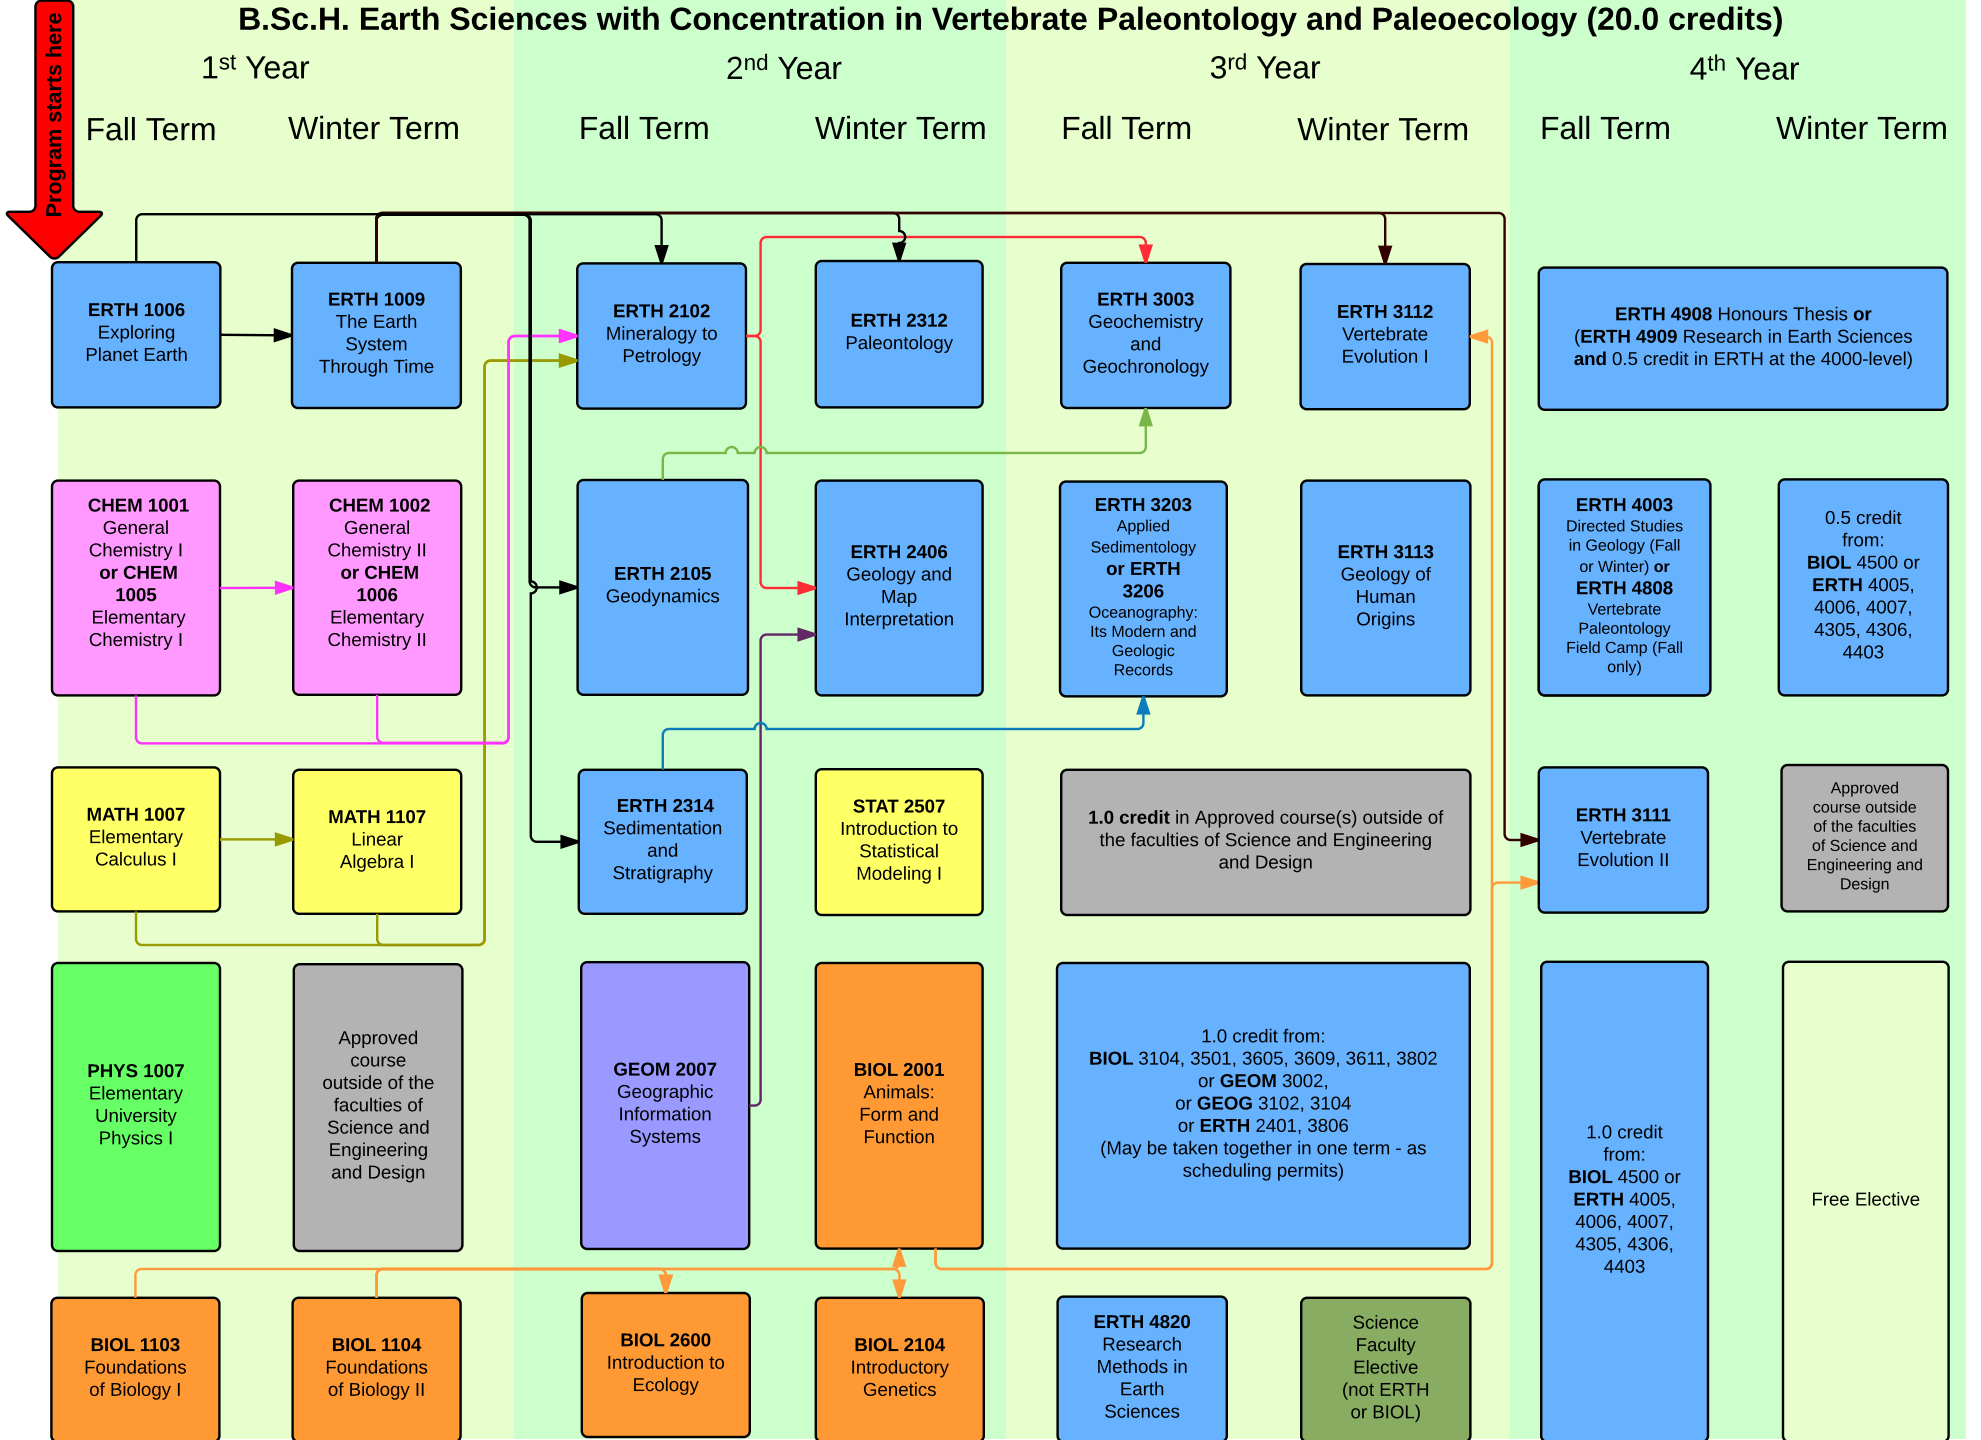 B.Sc.H. Earth Sciences with Concentration in Vertebrate Paleontology and Paleoecology (20.0 credits)
Program starts here
1st Year
2nd Year
3rd Year
4th Year
Fall Term
Winter Term
Fall Term
Winter Term
Fall Term
Winter Term
Fall Term
Winter Term
ERTH 1006
Exploring
Planet Earth
ERTH 1009
The Earth
System
Through Time
ERTH 2102
Mineralogy to
Petrology
ERTH 2312
Paleontology
ERTH 3003
Geochemistry
and
Geochronology
ERTH 3112
Vertebrate
Evolution I
ERTH 4908 Honours Thesis or
(ERTH 4909 Research in Earth Sciences
and 0.5 credit in ERTH at the 4000-level)
CHEM 1001
General
Chemistry I
or CHEM
1005
Elementary
Chemistry I
CHEM 1002
General
Chemistry II
or CHEM
1006
Elementary
Chemistry II
ERTH 2105
Geodynamics
ERTH 2406
Geology and
Map
Interpretation
ERTH 3203
Applied
Sedimentology
or ERTH
3206
Oceanography:
Its Modern and
Geologic
Records
ERTH 3113
Geology of
Human
Origins
ERTH 4003
Directed Studies
in Geology (Fall
or Winter) or
ERTH 4808
Vertebrate
Paleontology
Field Camp (Fall
only)
0.5 credit
from:
BIOL 4500 or
ERTH 4005,
4006, 4007,
4305, 4306,
4403
MATH 1007
Elementary
Calculus I
MATH 1107
Linear
Algebra I
ERTH 2314
Sedimentation
and
Stratigraphy
STAT 2507
Introduction to
Statistical
Modeling I
1.0 credit in Approved course(s) outside of
the faculties of Science and Engineering
and Design
ERTH 3111
Vertebrate
Evolution II
Approved
course outside
of the faculties
of Science and
Engineering and
Design
PHYS 1007
Elementary
University
Physics I
Approved
course
outside of the
faculties of
Science and
Engineering
and Design
GEOM 2007
Geographic
Information
Systems
BIOL 2001
Animals:
Form and
Function
1.0 credit from:
BIOL 3104, 3501, 3605, 3609, 3611, 3802
or GEOM 3002,
or GEOG 3102, 3104
or ERTH 2401, 3806
(May be taken together in one term - as
scheduling permits)
1.0 credit
from:
BIOL 4500 or
ERTH 4005,
4006, 4007,
4305, 4306,
4403
Free Elective
BIOL 1103
Foundations
of Biology I
BIOL 1104
Foundations
of Biology II
BIOL 2600
Introduction to
Ecology
BIOL 2104
Introductory
Genetics
ERTH 4820
Research
Methods in
Earth
Sciences
Science
Faculty
Elective
(not ERTH
or BIOL)